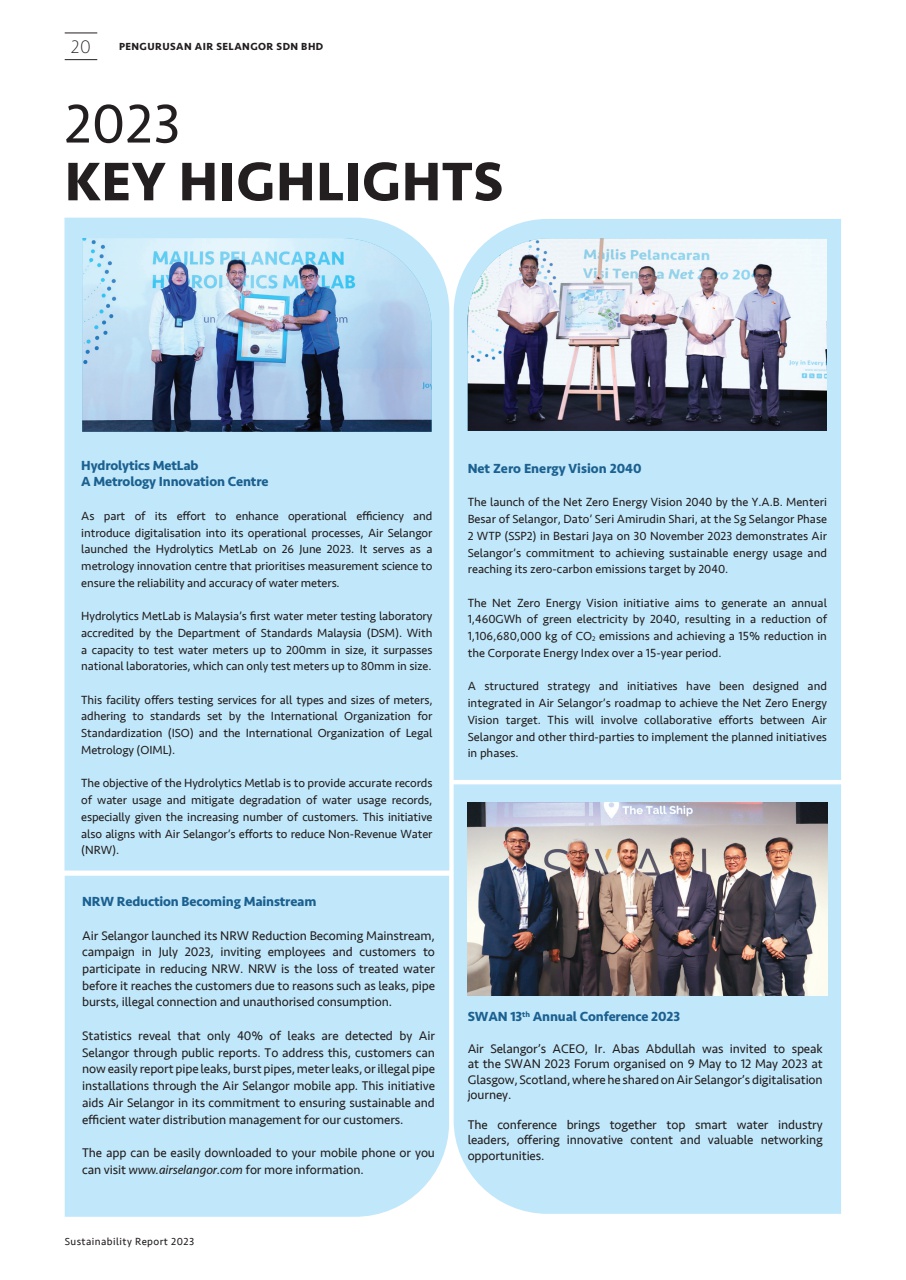 20
PENGURUSAN AIR SELANGOR SDN BHD
2023
KEY HIGHLIGHTS
MAJLIS PELANCARAN
Hydrolytics MetLab
A Metrology Innovation Centre
As part of its effort to enhance operational efficiency and
introduce digitalisation into its operational processes, Air Selangor
launched the Hydrolytics MetLab on 26 June 2023. It serves as a
metrology innovation centre that prioritises measurement science to
ensure the reliability and accuracy of water meters.
Hydrolytics MetLab is Malaysia's first water meter testing laboratory
accredited by the Department of Standards Malaysia (DSM). With
a capacity to test water meters up to 200mm in size, it surpasses
national laboratories, which can only test meters up to 80mm in size.
This facility offers testing services for all types and sizes of meters,
adhering to standards set by the International Organization for
Standardization (ISO) and the International Organization of Legal
Metrology (OIML).
The objective of the Hydrolytics Metlab is to provide accurate records
of water usage and mitigate degradation of water usage records,
especially given the increasing number of customers. This initiative
also aligns with Air Selangor's efforts to reduce Non-Revenue Water
(NRW).
NRW Reduction Becoming Mainstream
Air Selangor launched its NRW Reduction Becoming Mainstream,
campaign in July 2023, inviting employees and customers to
participate in reducing NRW. NRW is the loss of treated water
before it reaches the customers due to reasons such as leaks, pipe
bursts, illegal connection and unauthorised consumption.
Statistics reveal that only 40% of leaks are detected by Air
Selangor through public reports. To address this, customers can
now easily report pipe leaks, burst pipes, meter leaks, or illegal pipe
installations through the Air Selangor mobile app. This initiative
aids Air Selangor in its commitment to ensuring sustainable and
efficient water distribution management for our customers.
The app can be easily downloaded to your mobile phone or you
can visit www.airselangor.com for more information.
Majlis Pelancaran
Net Zero Energy Vision 2040
The launch of the Net Zero Energy Vision 2040 by the Y.A.B. Menteri
Besar of Selangor, Dato' Seri Amirudin Shari, at the Sg Selangor Phase
2 WTP (SSP2) in Bestari Jaya on 30 November 2023 demonstrates Air
Selangor's commitment to achieving sustainable energy usage and
reaching its zero-carbon emissions target by 2040.
The Net Zero Energy Vision initiative aims to generate an annual
1,460GWh of green electricity by 2040, resulting in a reduction of
1,106,680,000 kg of CO₂ emissions and achieving a 15% reduction in
the Corporate Energy Index over a 15-year period.
A structured strategy and initiatives have been designed and
integrated in Air Selangor's roadmap to achieve the Net Zero Energy
Vision target. This will involve collaborative efforts between Air
Selangor and other third-parties to implement the planned initiatives
in phases.
The Tall Ship
SWAN 13th Annual Conference 2023
Air Selangor's ACEO, Ir. Abas Abdullah was invited to speak
at the SWAN 2023 Forum organised on 9 May to 12 May 2023 at
Glasgow, Scotland, where he shared on Air Selangor's digitalisation
journey.
The conference brings together top smart water industry
leaders, offering innovative content and valuable networking
opportunities.
Sustainability Report 2023